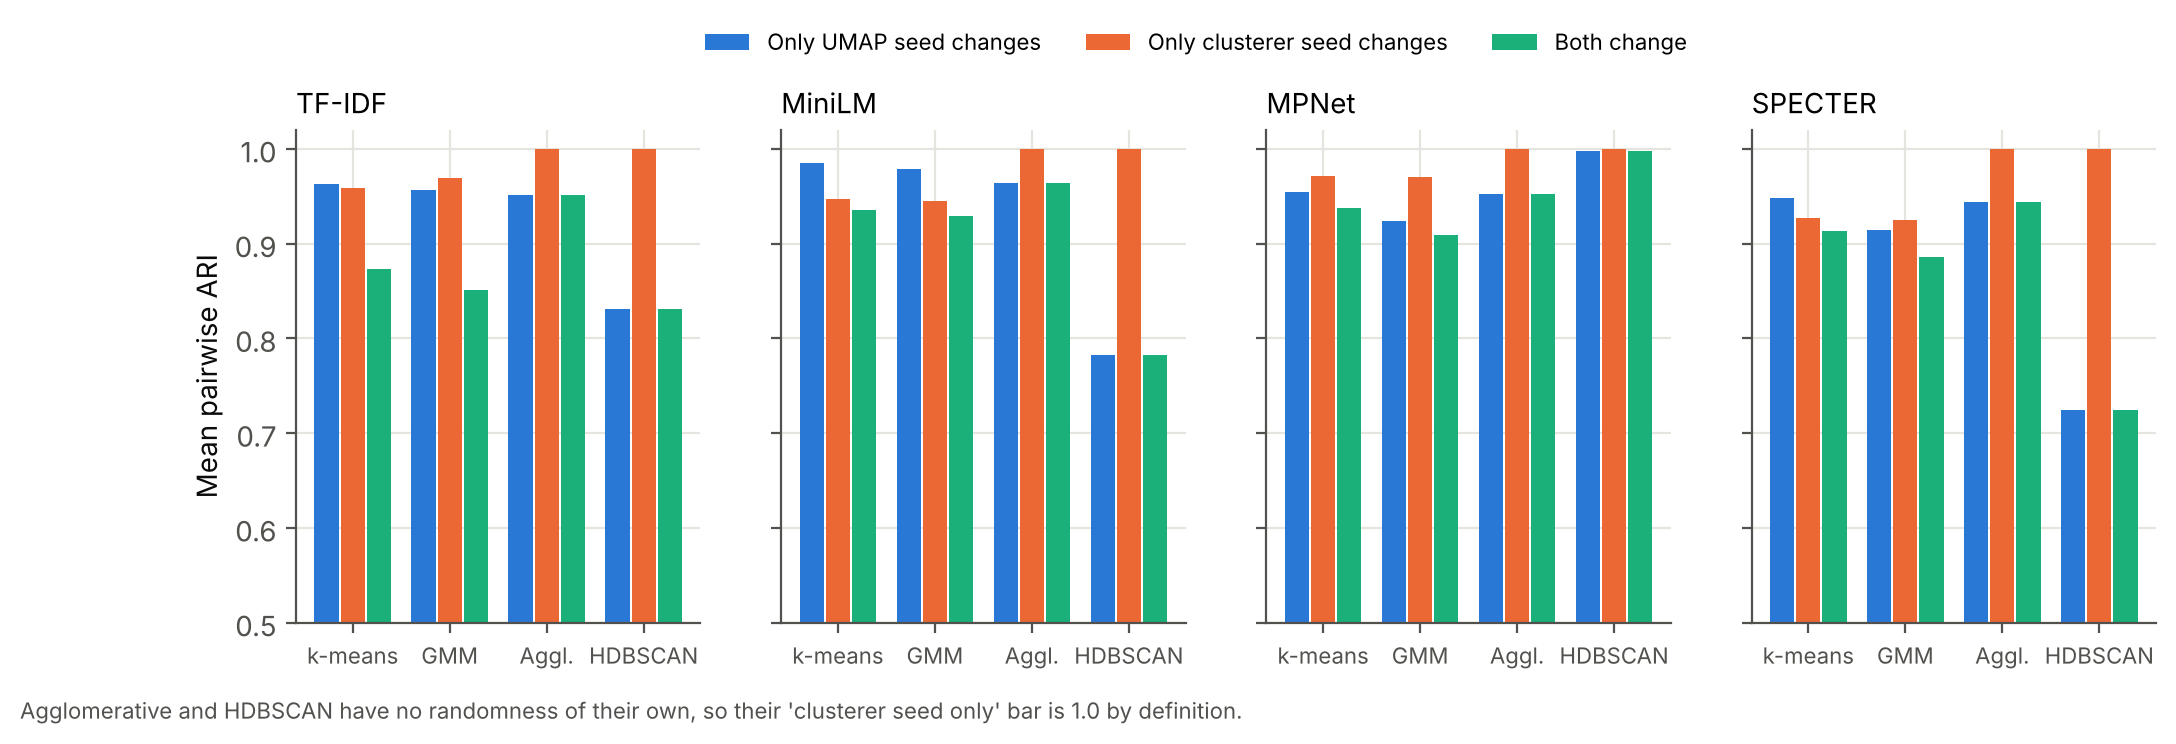 Only UMAP seed changes Only clusterer seed changes Both change
TF-IDF MiniLM MPNet SPECTER
Mean pairwise ARI
1.0
0.9
0.8
0.7
0.6
0.5
k-means GMM Aggl. HDBSCAN k-means GMM Aggl. HDBSCAN k-means GMM Aggl. HDBSCAN k-means GMM Aggl. HDBSCAN
Agglomerative and HDBSCAN have no randomness of their own, so their 'clusterer seed only' bar is 1.0 by definition.